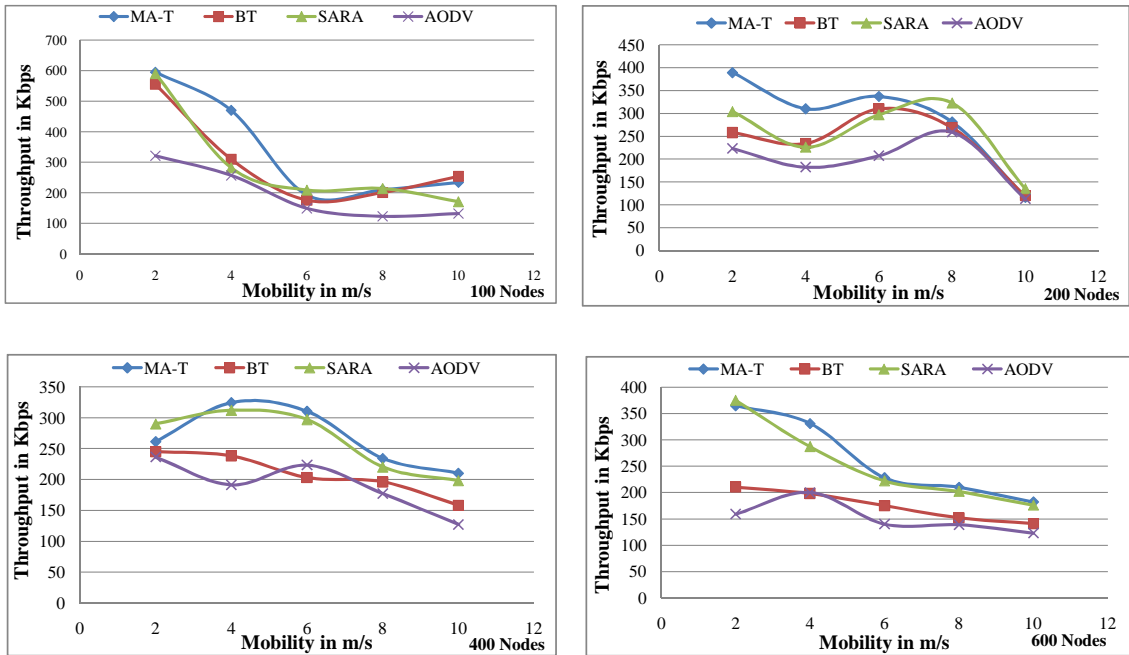 MA-T BT SARA AODV
700
600
500
400
300
200
100
0
Throughput in Kbps
0 2 4 6 8 10 12
Mobility in m/s
100 Nodes
MA-T BT SARA AODV
450
400
350
300
250
200
150
100
50
0
Throughput in Kbps
0 2 4 6 8 10 12
Mobility in m/s
200 Nodes
MA-T BT SARA AODV
350
300
250
200
150
100
50
0
Throughput in Kbps
0 2 4 6 8 10 12
Mobility in m/s
400 Nodes
MA-T BT SARA AODV
400
350
300
250
200
150
100
50
0
Throughput in Kbps
0 2 4 6 8 10 12
Mobility in m/s
600 Nodes